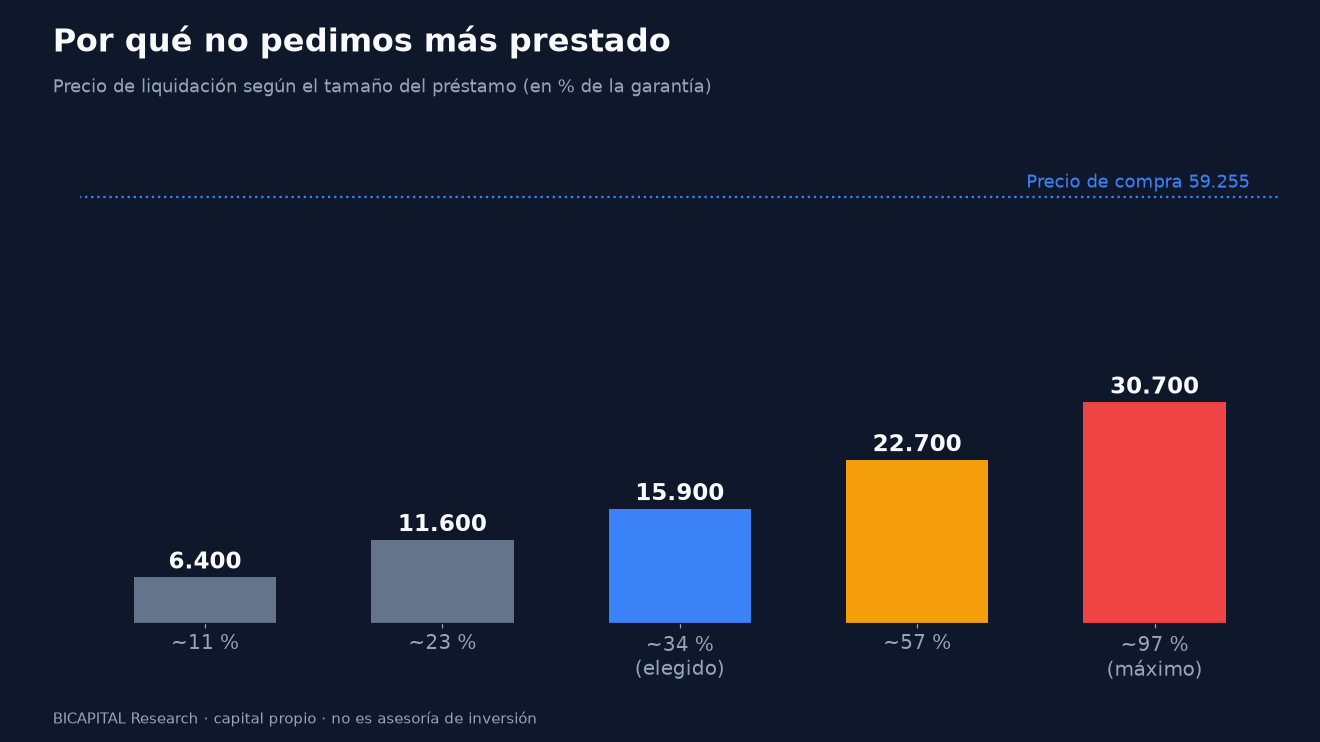 Por qué no pedimos más prestado
Precio de liquidación según el tamaño del préstamo (en % de la garantía)
Precio de compra 59.255
30.700
22.700
15.900
11.600
6.400
~11 %
~23 %
~34 %
(elegido)
~57 %
~97 %
(máximo)
BICAPITAL Research · capital propio · no es asesoría de inversión